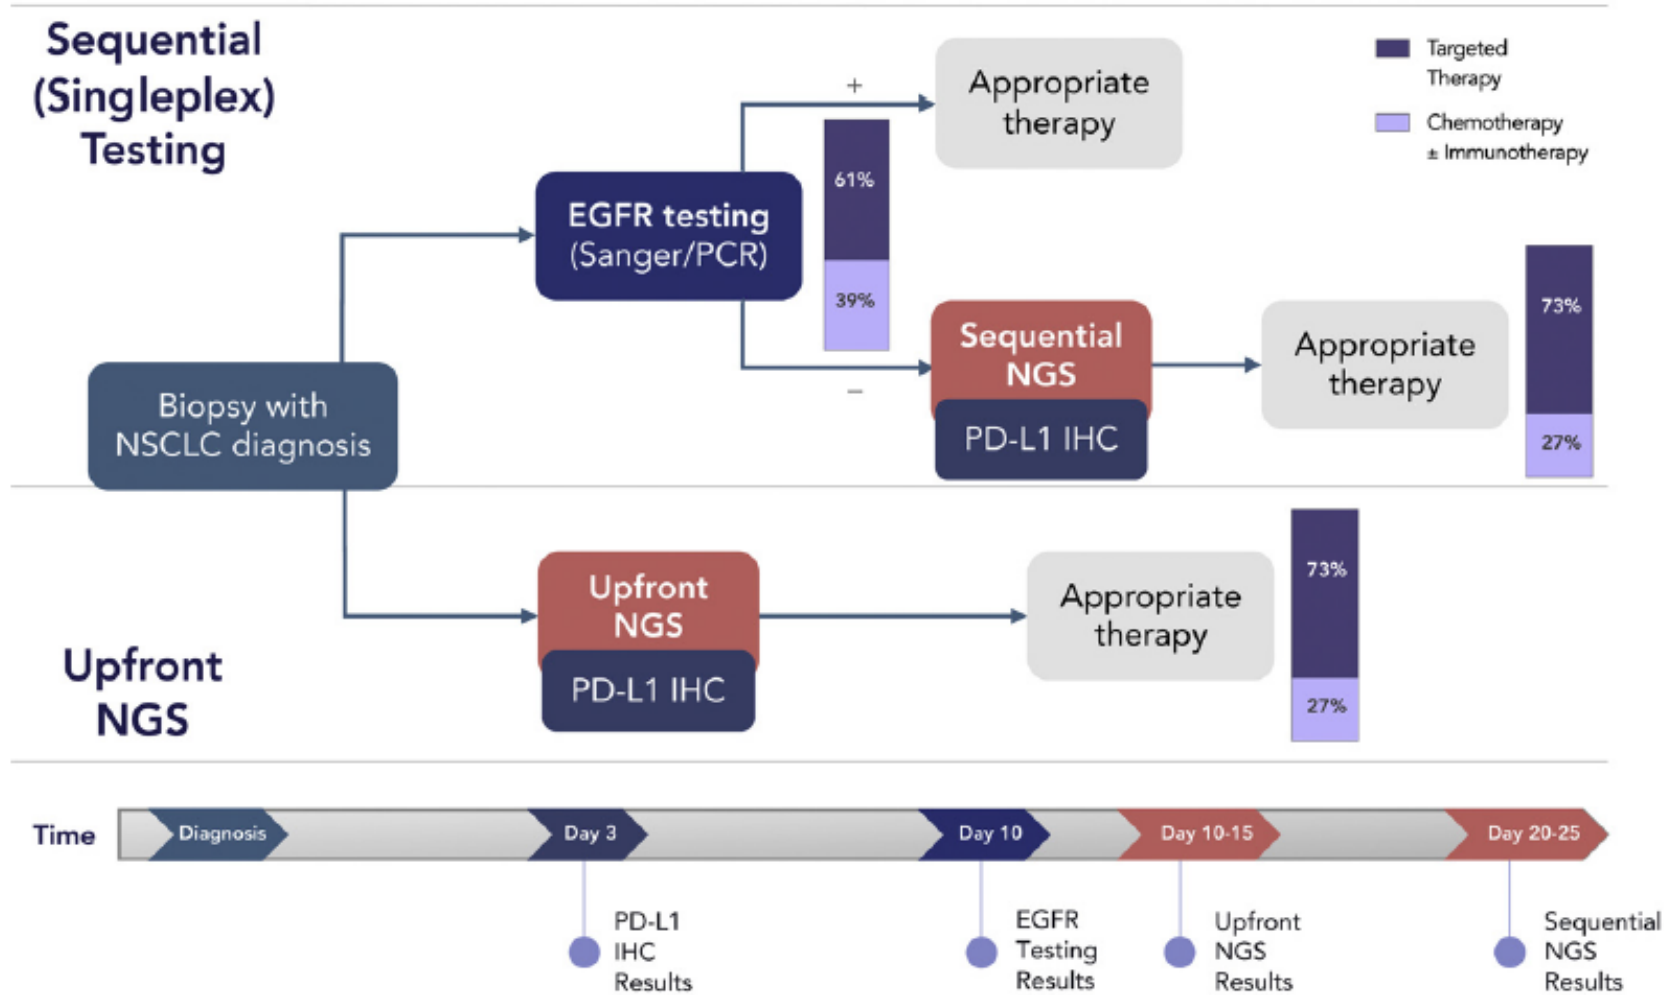 Sequential
(Singleplex)
Testing
+
Appropriate
therapy
Targeted
Therapy
Chemotherapy
± Immunotherapy
61%
39%
EGFR testing
(Sanger/PCR)
–
Sequential
NGS
PD-L1 IHC
Appropriate
therapy
73%
27%
Biopsy with
NSCLC diagnosis
Upfront
NGS
Upfront
NGS
PD-L1 IHC
Appropriate
therapy
73%
27%
Time
Diagnosis
Day 3
Day 10
Day 10-15
Day 20-25
PD-L1
IHC
Results
EGFR
Testing
Results
Upfront
NGS
Results
Sequential
NGS
Results